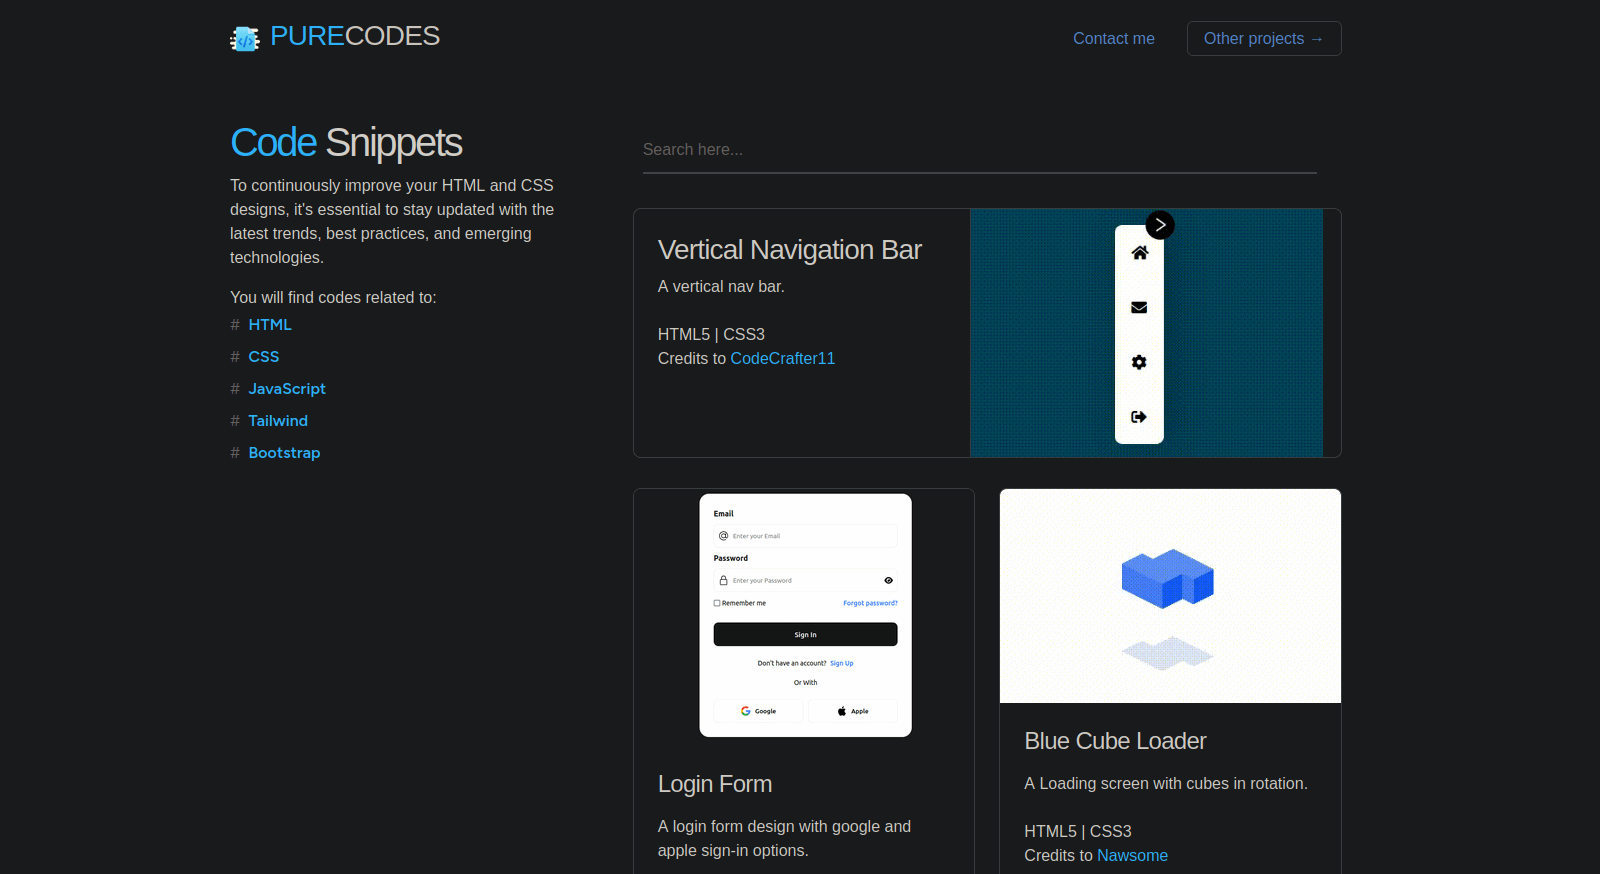 PURECODES
Contact me
Other projects →
Code Snippets
To continuously improve your HTML and CSS
designs, it's essential to stay updated with the
latest trends, best practices, and emerging
technologies.
You will find codes related to:
# HTML
# CSS
# JavaScript
# Tailwind
# Bootstrap
Search here...
Vertical Navigation Bar
A vertical nav bar.
HTML5 | CSS3
Credits to CodeCrafter11
Email
Enter your Email
Password
Enter your Password
Remember me
Forgot password?
Sign In
Don't have an account? Sign Up
Or With
Google
Apple
Login Form
A login form design with google and
apple sign-in options.
Blue Cube Loader
A Loading screen with cubes in rotation.
HTML5 | CSS3
Credits to Nawsome